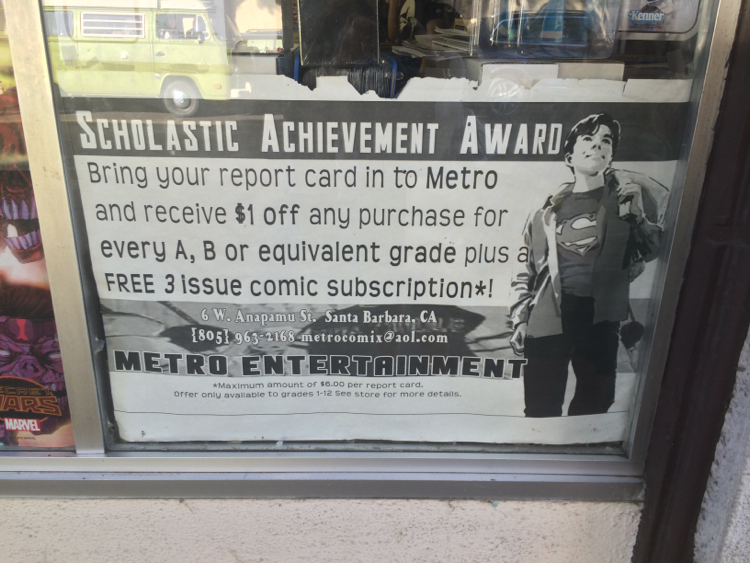 Kenner
SCHOLASTIC ACHIEVEMENT AWARD
Bring your report card in to Metro
and receive $1 off any purchase for
every A, B or equivalent grade plus a
FREE 3 issue comic subscription*!
6 W. Anapamu St. Santa Barbara, CA
[805] 963-2168 metrocomix@aol.com
METRO ENTERTAINMENT
*Maximum amount of $6.00 per report card.
Offer only available to grades 1-12 See store for more details.
S
WARS
MARVEL